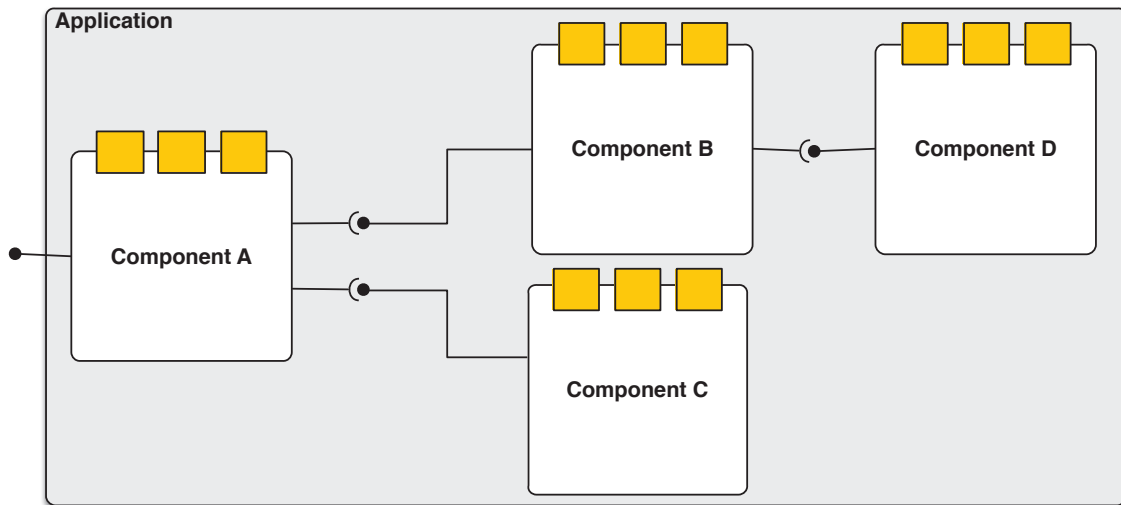 Application
Component A
Component B
Component C
Component D